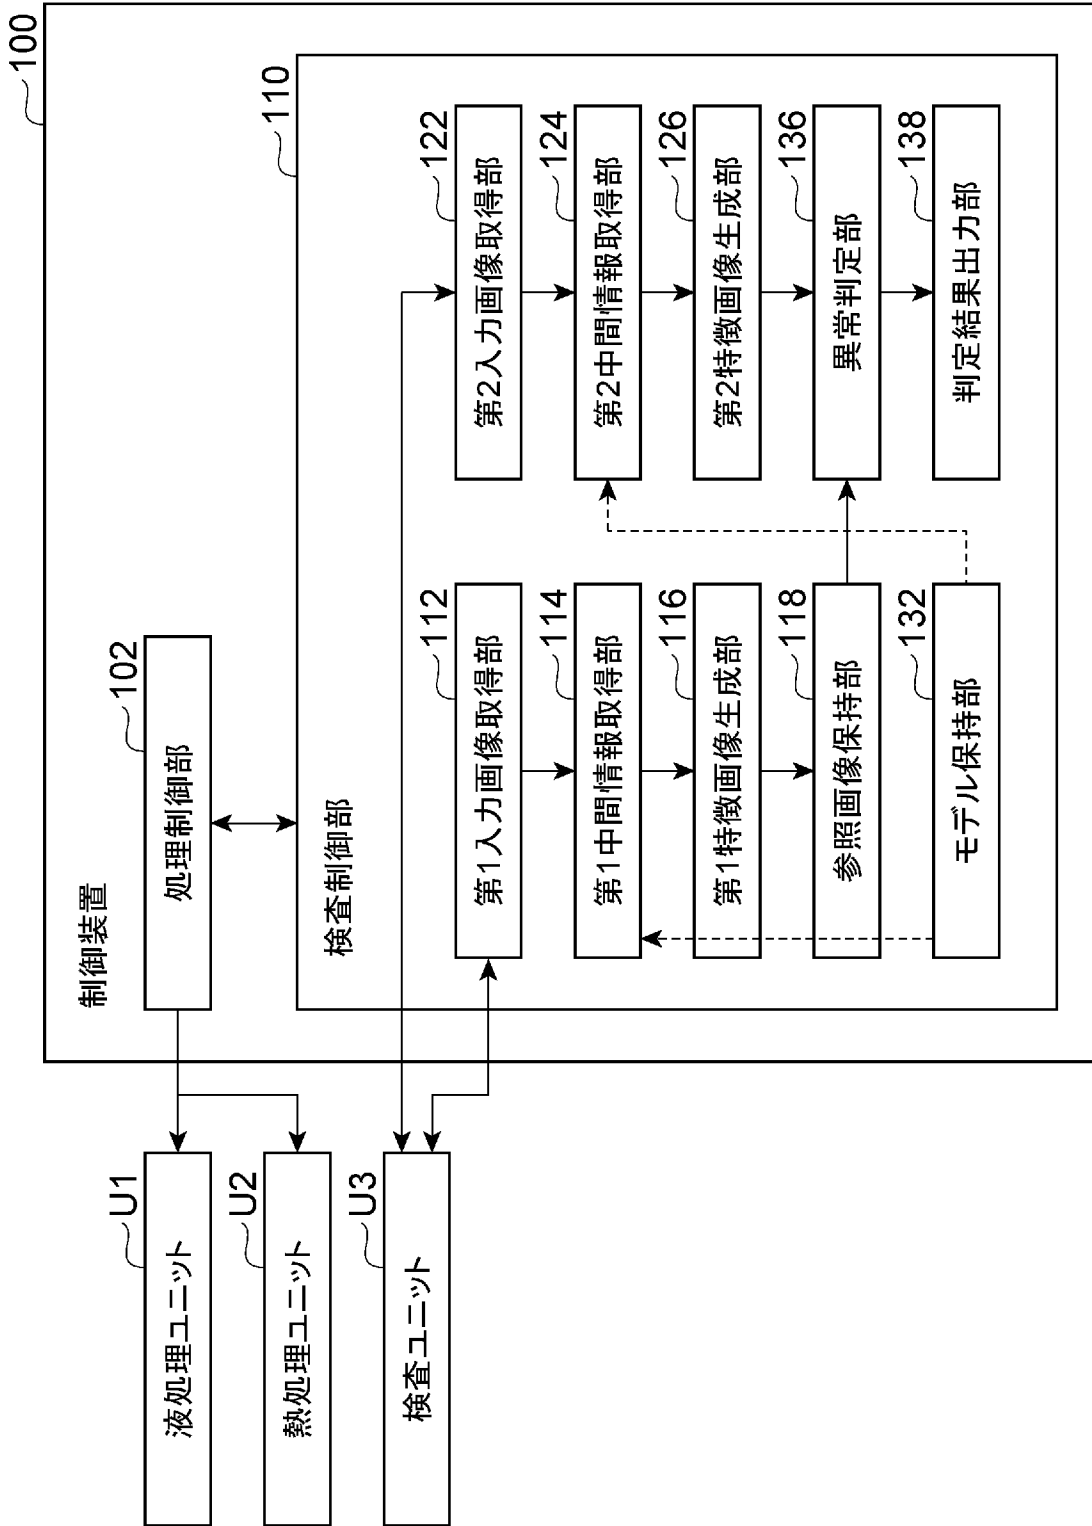 100
制御装置
102
処理制御部
U1
液処理ユニット
U2
熱処理ユニット
U3
検査ユニット
110
検査制御部
112
第1入力画像取得部
114
第1中間情報取得部
116
第1特徴画像生成部
118
参照画像保持部
132
モデル保持部
122
第2入力画像取得部
124
第2中間情報取得部
126
第2特徴画像生成部
136
異常判定部
138
判定結果出力部